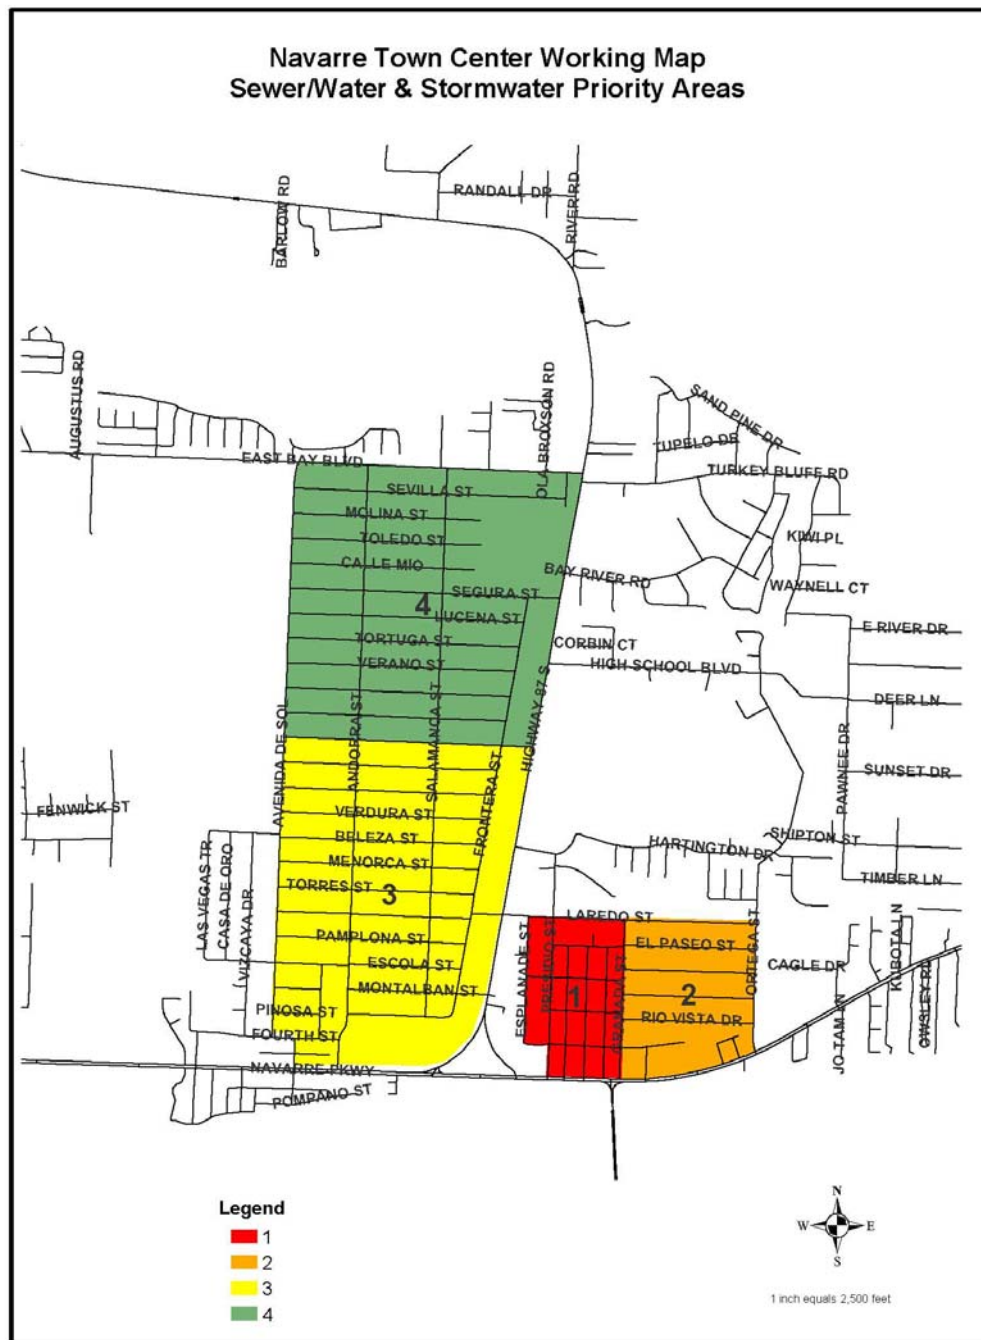 Navarre Town Center Working Map
Sewer/Water & Stormwater Priority Areas
RANDALL DR
RIVER RD
BARLOW RD
AUGUSTUS RD
OLA BROXSON RD
SAND PINE DR
TUPELO DR
EAST BAY BLVD
TURKEY BLUFF RD
SEVILLA ST
MOLINA ST
TOLEDO ST
KIWI PL
CALLE MIO
BAY RIVER RD
WAYNELL CT
SEGURA ST
4
LUCENA ST
E RIVER DR
TORTUGA ST
CORBIN CT
VERANO ST
HIGH SCHOOL BLVD
DEER LN
HIGHWAY 87 S
AVENIDA DE SOL
ANDORRA ST
SALAMANCA ST
FRONTERA ST
PAWNEE DR
SUNSET DR
FENWICK ST
VERDURA ST
BELEZA ST
SHIPTON ST
HARTINGTON DR
MENORCA ST
LAS VEGAS TR
CASA DE ORO
VIZCAYA DR
TORRES ST
3
TIMBER LN
LAREDO ST
PAMPLONA ST
EL PASEO ST
ESPLANADE ST
PRESIDIO ST
GRANADA ST
ORTEGA ST
ESCOLA ST
CAGLE DR
KUBOTA LN
OWSLEY RD
MONTALBAN ST
1
2
PINOSA ST
RIO VISTA DR
JO TAM LN
FOURTH ST
NAVARRE PKWY
POMPANO ST
Legend
1
2
3
4
N
W E
S
1 inch equals 2,500 feet